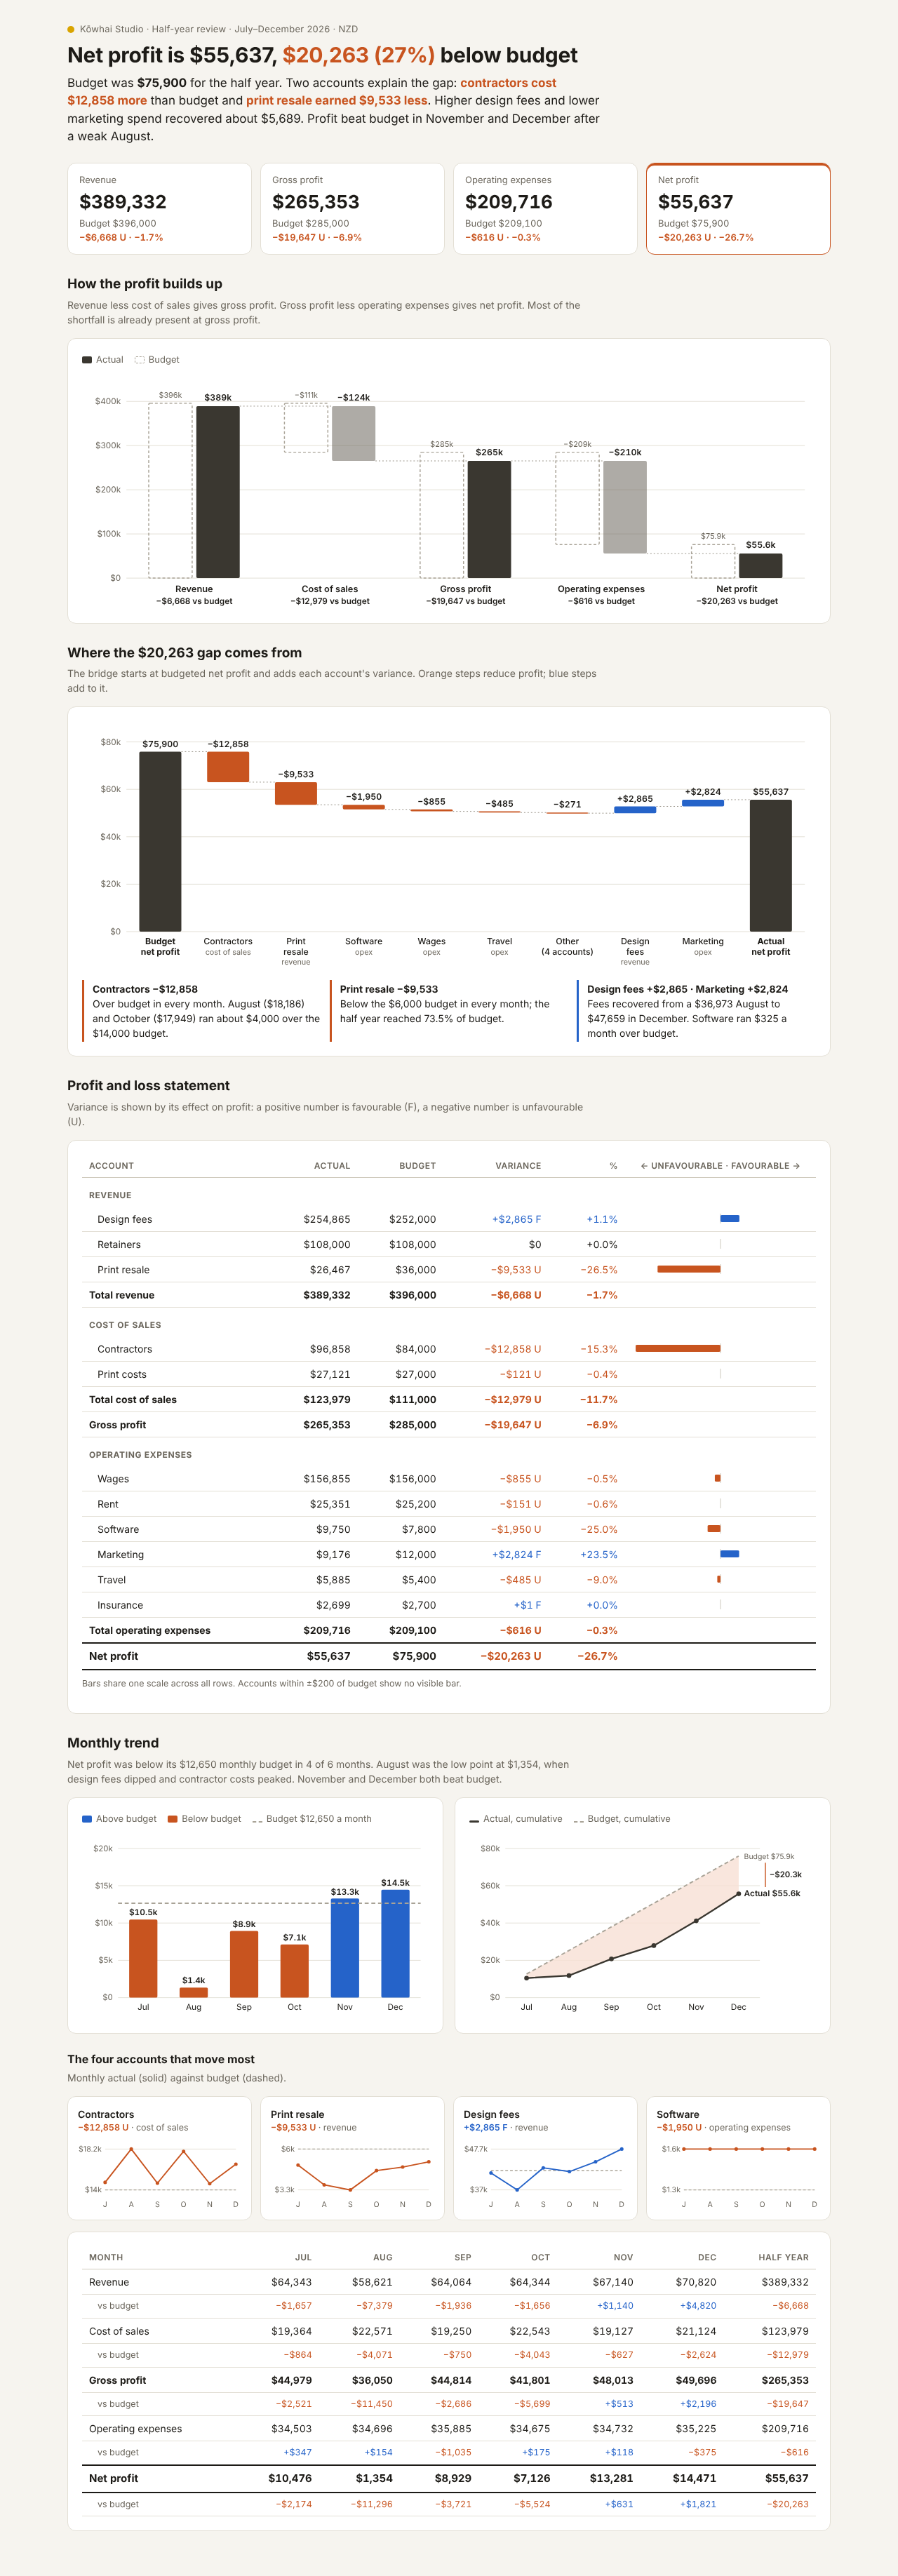 Kōwhai Studio · Half-year review · July–December 2026 · NZD
Net profit is $55,637, $20,263 (27%) below budget
Budget was $75,900 for the half year. Two accounts explain the gap: contractors cost
$12,858 more than budget and print resale earned $9,533 less. Higher design fees and lower
marketing spend recovered about $5,689. Profit beat budget in November and December after
a weak August.
Revenue
$389,332
Budget $396,000
−$6,668 U · −1.7%
Gross profit
$265,353
Budget $285,000
−$19,647 U · −6.9%
Operating expenses
$209,716
Budget $209,100
−$616 U · −0.3%
Net profit
$55,637
Budget $75,900
−$20,263 U · −26.7%
How the profit builds up
Revenue less cost of sales gives gross profit. Gross profit less operating expenses gives net profit. Most of the
shortfall is already present at gross profit.
Actual Budget
$400k
$300k
$200k
$100k
$0
$396k $389k
−$111k −$124k
$285k $265k
−$209k −$210k
$75.9k $55.6k
Revenue
−$6,668 vs budget
Cost of sales
−$12,979 vs budget
Gross profit
−$19,647 vs budget
Operating expenses
−$616 vs budget
Net profit
−$20,263 vs budget
Where the $20,263 gap comes from
The bridge starts at budgeted net profit and adds each account's variance. Orange steps reduce profit; blue steps
add to it.
$80k
$60k
$40k
$20k
$0
$75,900
−$12,858
−$9,533
−$1,950
−$855
−$485
−$271
+$2,865
+$2,824
$55,637
Budget
net profit
Contractors
cost of sales
Print
resale
revenue
Software
opex
Wages
opex
Travel
opex
Other
(4 accounts)
Design
fees
revenue
Marketing
opex
Actual
net profit
Contractors −$12,858
Over budget in every month. August ($18,186)
and October ($17,949) ran about $4,000 over the
$14,000 budget.
Print resale −$9,533
Below the $6,000 budget in every month; the
half year reached 73.5% of budget.
Design fees +$2,865 · Marketing +$2,824
Fees recovered from a $36,973 August to
$47,659 in December. Software ran $325 a
month over budget.
Profit and loss statement
Variance is shown by its effect on profit: a positive number is favourable (F), a negative number is unfavourable
(U).
ACCOUNT ACTUAL BUDGET VARIANCE % ← UNFAVOURABLE · FAVOURABLE →
REVENUE
Design fees $254,865 $252,000 +$2,865 F +1.1%
Retainers $108,000 $108,000 $0 +0.0%
Print resale $26,467 $36,000 −$9,533 U −26.5%
Total revenue $389,332 $396,000 −$6,668 U −1.7%
COST OF SALES
Contractors $96,858 $84,000 −$12,858 U −15.3%
Print costs $27,121 $27,000 −$121 U −0.4%
Total cost of sales $123,979 $111,000 −$12,979 U −11.7%
Gross profit $265,353 $285,000 −$19,647 U −6.9%
OPERATING EXPENSES
Wages $156,855 $156,000 −$855 U −0.5%
Rent $25,351 $25,200 −$151 U −0.6%
Software $9,750 $7,800 −$1,950 U −25.0%
Marketing $9,176 $12,000 +$2,824 F +23.5%
Travel $5,885 $5,400 −$485 U −9.0%
Insurance $2,699 $2,700 +$1 F +0.0%
Total operating expenses $209,716 $209,100 −$616 U −0.3%
Net profit $55,637 $75,900 −$20,263 U −26.7%
Bars share one scale across all rows. Accounts within ±$200 of budget show no visible bar.
Monthly trend
Net profit was below its $12,650 monthly budget in 4 of 6 months. August was the low point at $1,354, when
design fees dipped and contractor costs peaked. November and December both beat budget.
Above budget Below budget Budget $12,650 a month
$20k
$15k
$10k
$5k
$0
$10.5k
$1.4k
$8.9k
$7.1k
$13.3k
$14.5k
Jul Aug Sep Oct Nov Dec
Actual, cumulative Budget, cumulative
$80k
$60k
$40k
$20k
$0
Budget $75.9k
−$20.3k
Actual $55.6k
Jul Aug Sep Oct Nov Dec
The four accounts that move most
Monthly actual (solid) against budget (dashed).
Contractors
−$12,858 U · cost of sales
$18.2k
$14k
J A S O N D
Print resale
−$9,533 U · revenue
$6k
$3.3k
J A S O N D
Design fees
+$2,865 F · revenue
$47.7k
$37k
J A S O N D
Software
−$1,950 U · operating expenses
$1.6k
$1.3k
J A S O N D
MONTH JUL AUG SEP OCT NOV DEC HALF YEAR
Revenue $64,343 $58,621 $64,064 $64,344 $67,140 $70,820 $389,332
vs budget −$1,657 −$7,379 −$1,936 −$1,656 +$1,140 +$4,820 −$6,668
Cost of sales $19,364 $22,571 $19,250 $22,543 $19,127 $21,124 $123,979
vs budget −$864 −$4,071 −$750 −$4,043 −$627 −$2,624 −$12,979
Gross profit $44,979 $36,050 $44,814 $41,801 $48,013 $49,696 $265,353
vs budget −$2,521 −$11,450 −$2,686 −$5,699 +$513 +$2,196 −$19,647
Operating expenses $34,503 $34,696 $35,885 $34,675 $34,732 $35,225 $209,716
vs budget +$347 +$154 −$1,035 +$175 +$118 −$375 −$616
Net profit $10,476 $1,354 $8,929 $7,126 $13,281 $14,471 $55,637
vs budget −$2,174 −$11,296 −$3,721 −$5,524 +$631 +$1,821 −$20,263